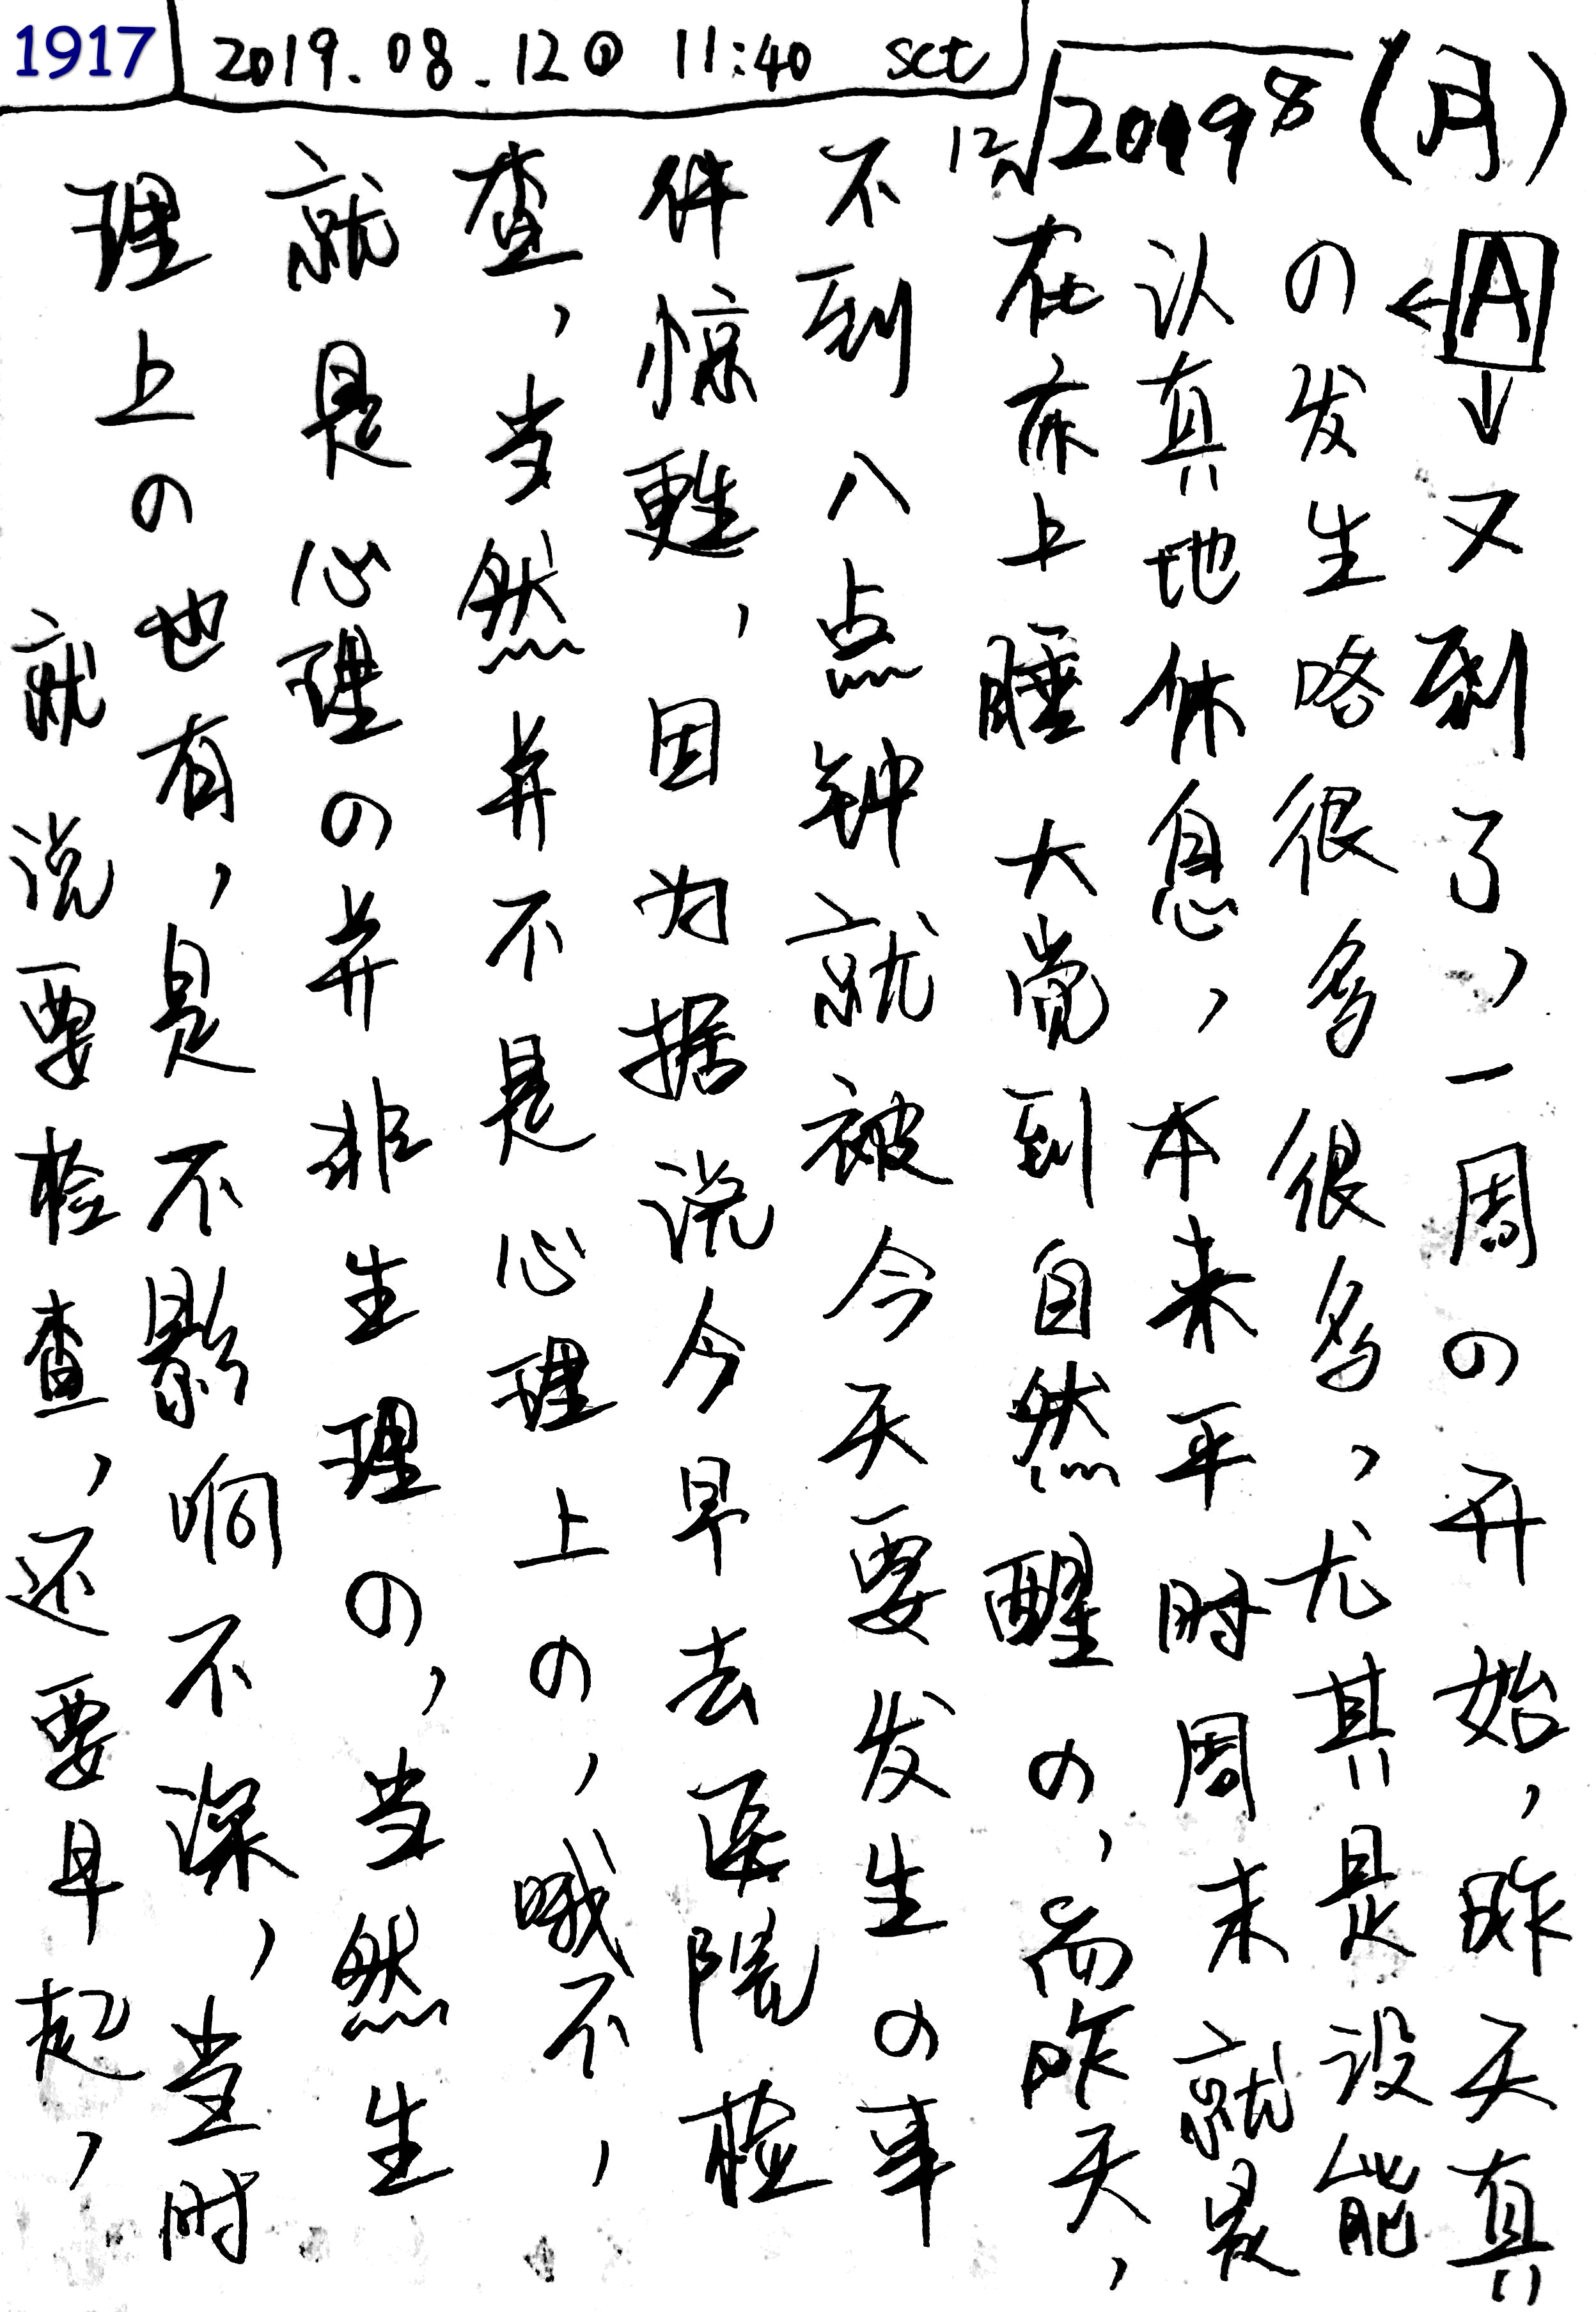 1917
2019.08.12① 11:40 sct
12√2019⁸(月)
A↓又到了,一周の开始,昨天真
の发生咯很多很多,尤其是没能
认真地休息,本来平时周末就是
在床上睡大觉到自然醒の,而昨天,
不到八点钟就被今天要发生の事
件惊甦,因为据说今早去医院检
查,当然并不是心理上の,哦不,
就是心理の并非生理の,当然生
理上の也有,是不影响不深,当时
就说要检查,还要早起,